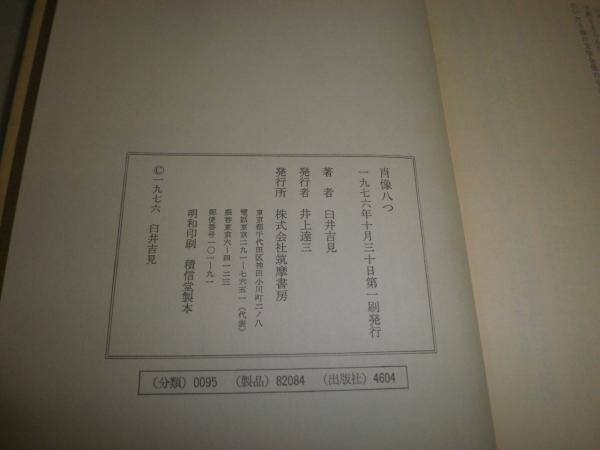 肖像八つ
一九七六年十月三十日第一刷発行
著者 臼井吉見
発行者 井上達三
発行所 株式会社筑摩書房
東京都千代田区神田小川町二ノ八
電話東京二九一―七六五一(代表)
振替東京六―四一二三
郵便番号一〇一―九一
明和印刷 積信堂製本
©一九七六 臼井吉見
(分類) 0095 (製品) 82084 (出版社) 4604